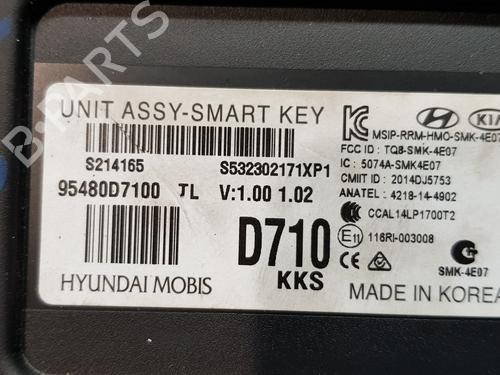 UNIT ASSY-SMART KEY
S214165 S532302171XP1
95480D7100 TL V:1.00 1.02
D710
KKS
HYUNDAI MOBIS
KIA
MSIP-RRM-HMO-SMK-4E07
FCC ID : TQ8-SMK-4E07
IC : 5074A-SMK4E07
CMIIT ID : 2014DJ5753
ANATEL : 4218-14-4902
CCAL14LP1700T2
E11 116RI-003008
CE
SMK-4E07
MADE IN KOREA
B-PARTS